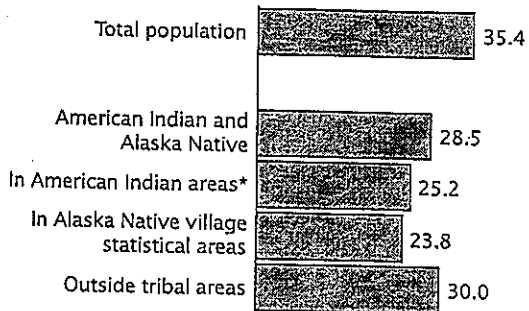 Total population
35.4
American Indian and
Alaska Native
28.5
In American Indian areas*
25.2
In Alaska Native village
statistical areas
23.8
Outside tribal areas
30.0